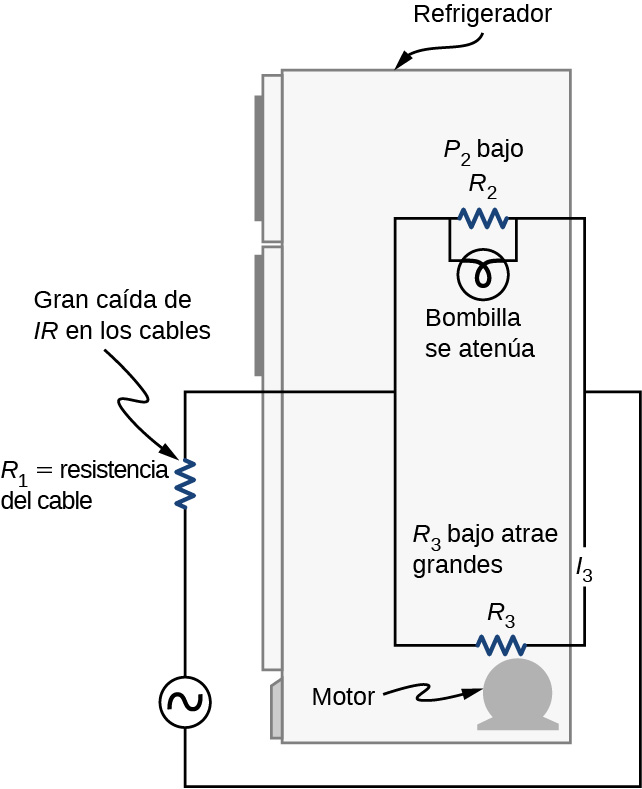 Refrigerador
P2 bajo
R2
Bombilla
se atenúa
Gran caída de
IR en los cables
R1 = resistencia
del cable
R3 bajo atrae
grandes
I3
R3
Motor